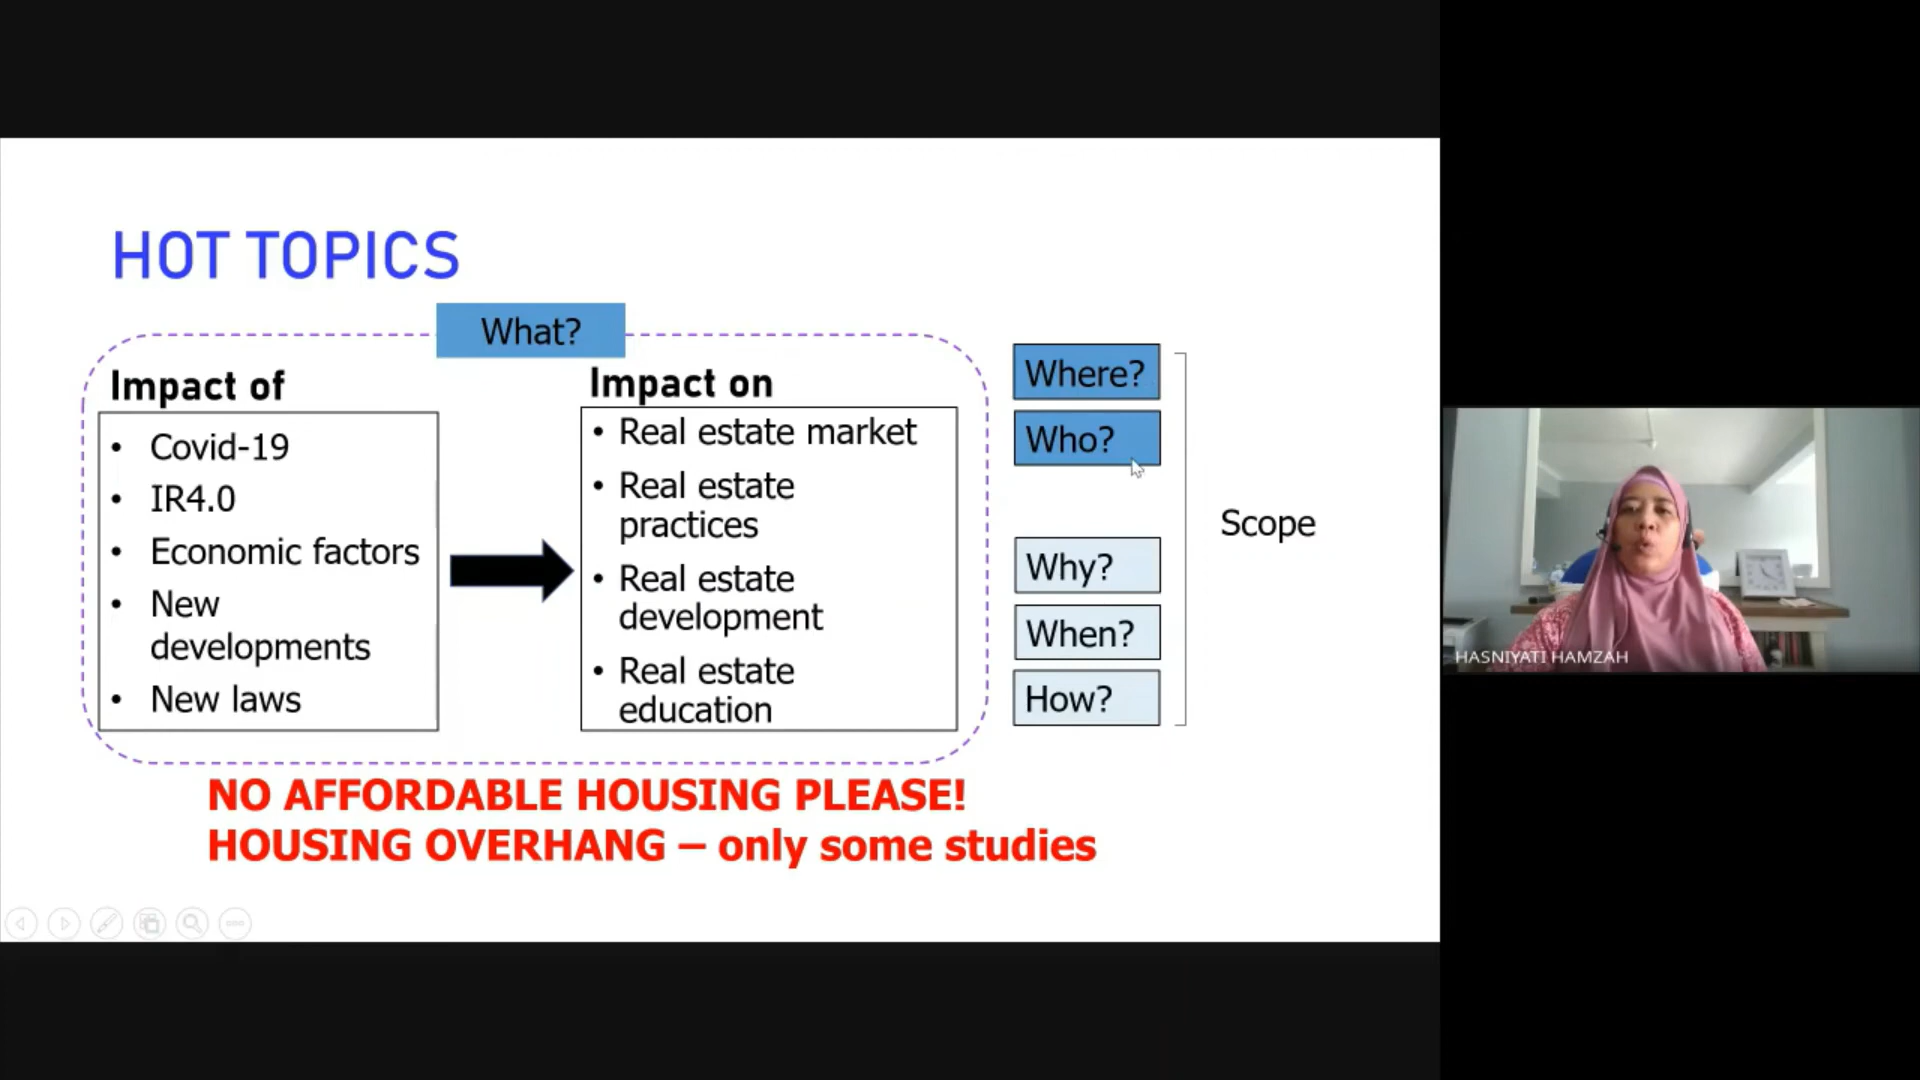 HOT TOPICS
What?
Impact of
• Covid-19
• IR4.0
• Economic factors
• New
developments
• New laws
Impact on
• Real estate market
• Real estate
practices
• Real estate
development
• Real estate
education
Where?
Who?
Why?
When?
How?
Scope
NO AFFORDABLE HOUSING PLEASE!
HOUSING OVERHANG – only some studies
HASNIYATI HAMZAH